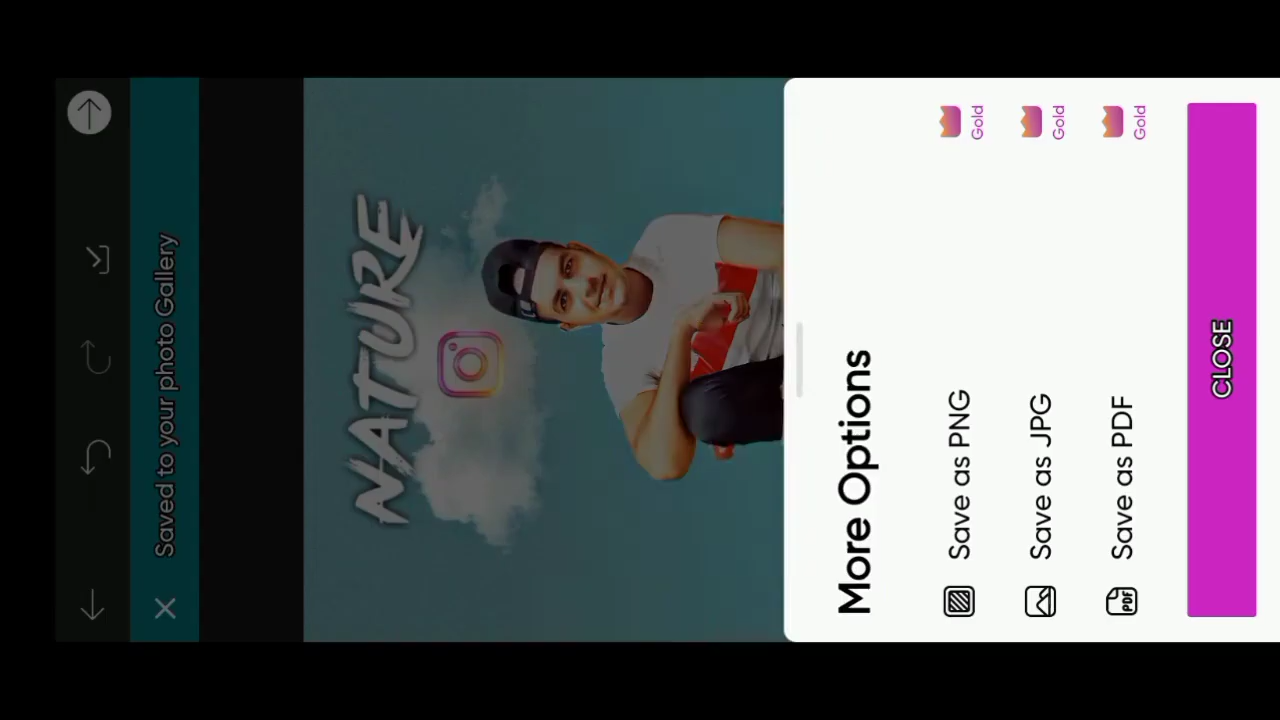 Saved to your photo Gallery
NATURE
More Options
Save as PNG
Gold
Save as JPG
Gold
Save as PDF
Gold
CLOSE